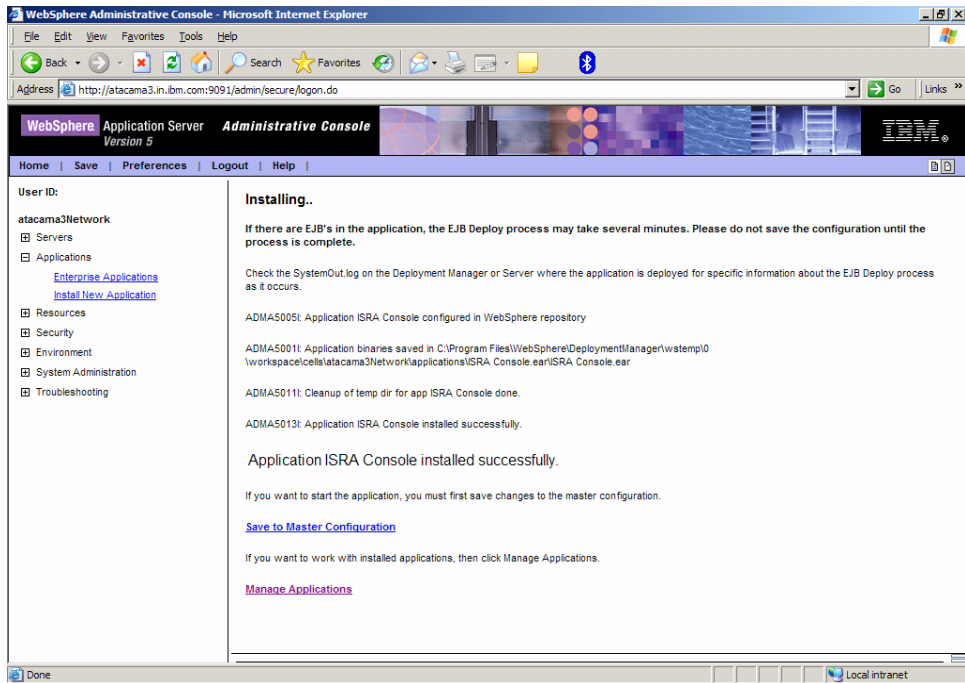 WebSphere Administrative Console - Microsoft Internet Explorer
File Edit View Favorites Tools Help
Back Search Favorites
Address http://atacama3.in.ibm.com:9091/admin/secure/logon.do Go Links »
WebSphere Application Server Administrative Console
Version 5
IBM
Home | Save | Preferences | Logout | Help |
User ID:
atacama3Network
Servers
Applications
Enterprise Applications
Install New Application
Resources
Security
Environment
System Administration
Troubleshooting
Installing..
If there are EJB's in the application, the EJB Deploy process may take several minutes. Please do not save the configuration until the
process is complete.
Check the SystemOut.log on the Deployment Manager or Server where the application is deployed for specific information about the EJB Deploy process
as it occurs.
ADMA5005I: Application ISRA Console configured in WebSphere repository
ADMA5001I: Application binaries saved in C:\Program Files\WebSphere\DeploymentManager\wstemp\0
\workspace\cells\atacama3Network\applications\ISRA Console.ear\ISRA Console.ear
ADMA5011I: Cleanup of temp dir for app ISRA Console done.
ADMA5013I: Application ISRA Console installed successfully.
Application ISRA Console installed successfully.
If you want to start the application, you must first save changes to the master configuration.
Save to Master Configuration
If you want to work with installed applications, then click Manage Applications.
Manage Applications
Done Local intranet